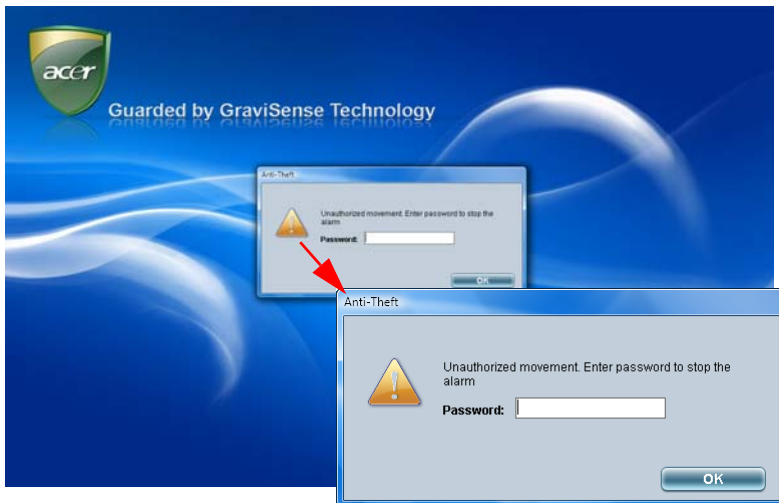 acer
Guarded by GraviSense Technology
Anti-Theft
Unauthorized movement. Enter password to stop the
alarm
Password:
OK
Anti-Theft
Unauthorized movement. Enter password to stop the
alarm
Password:
OK